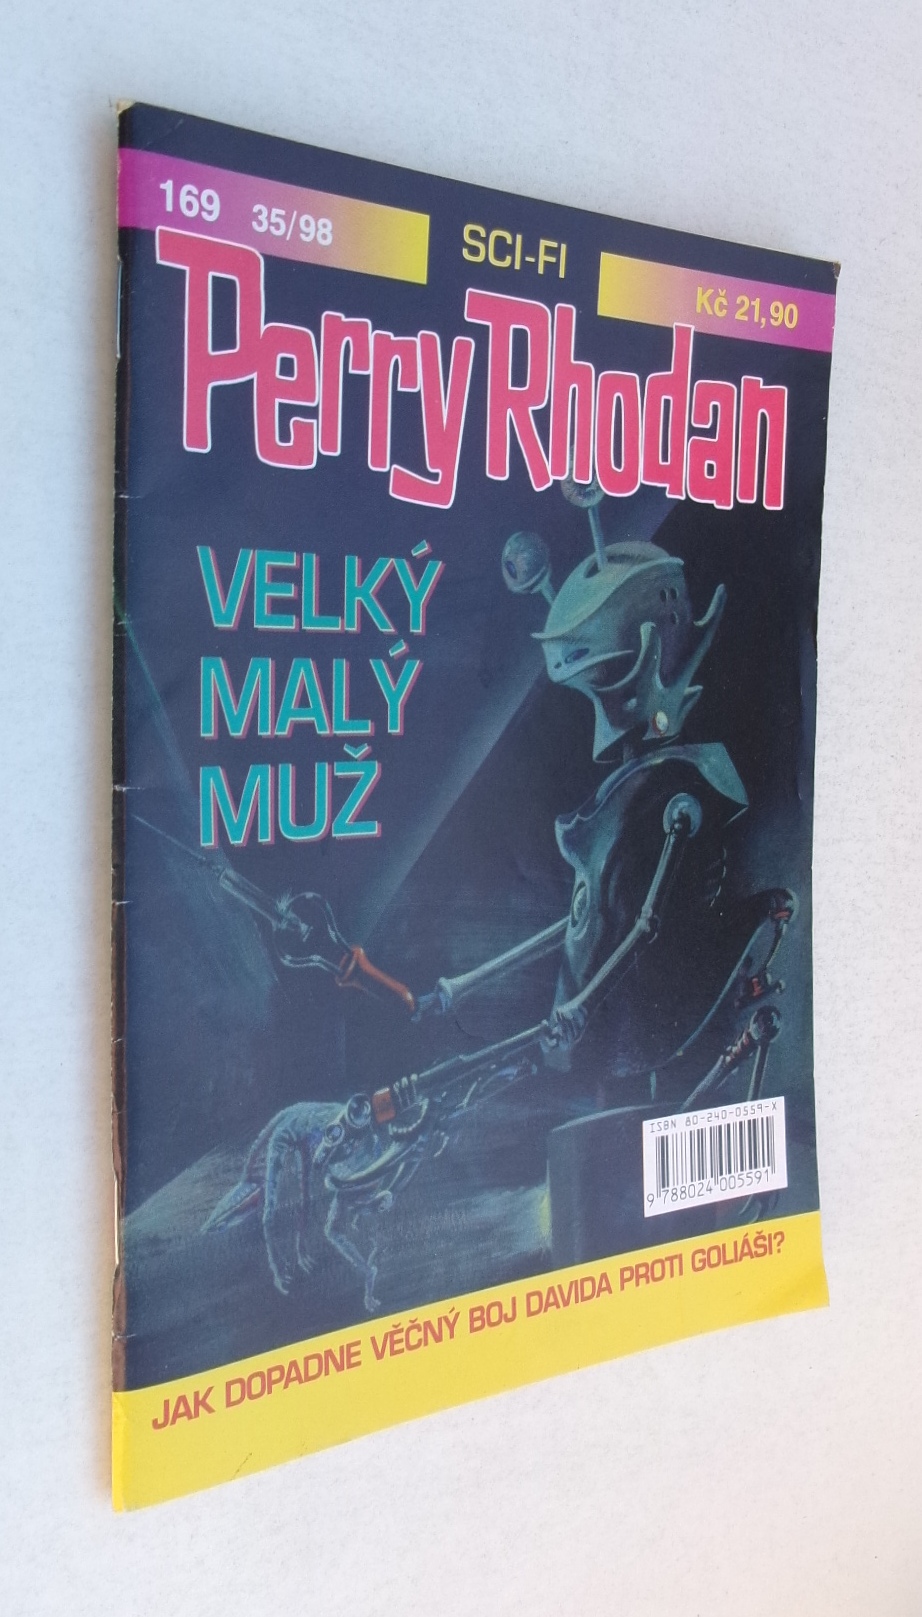 169 35/98
SCI-FI
Kč 21,90
Perry Rhodan
VELKÝ
MALÝ
MUŽ
ISBN 80-240-0559-X
9 788024 005591
JAK DOPADNE VĚČNÝ BOJ DAVIDA PROTI GOLIÁŠI?